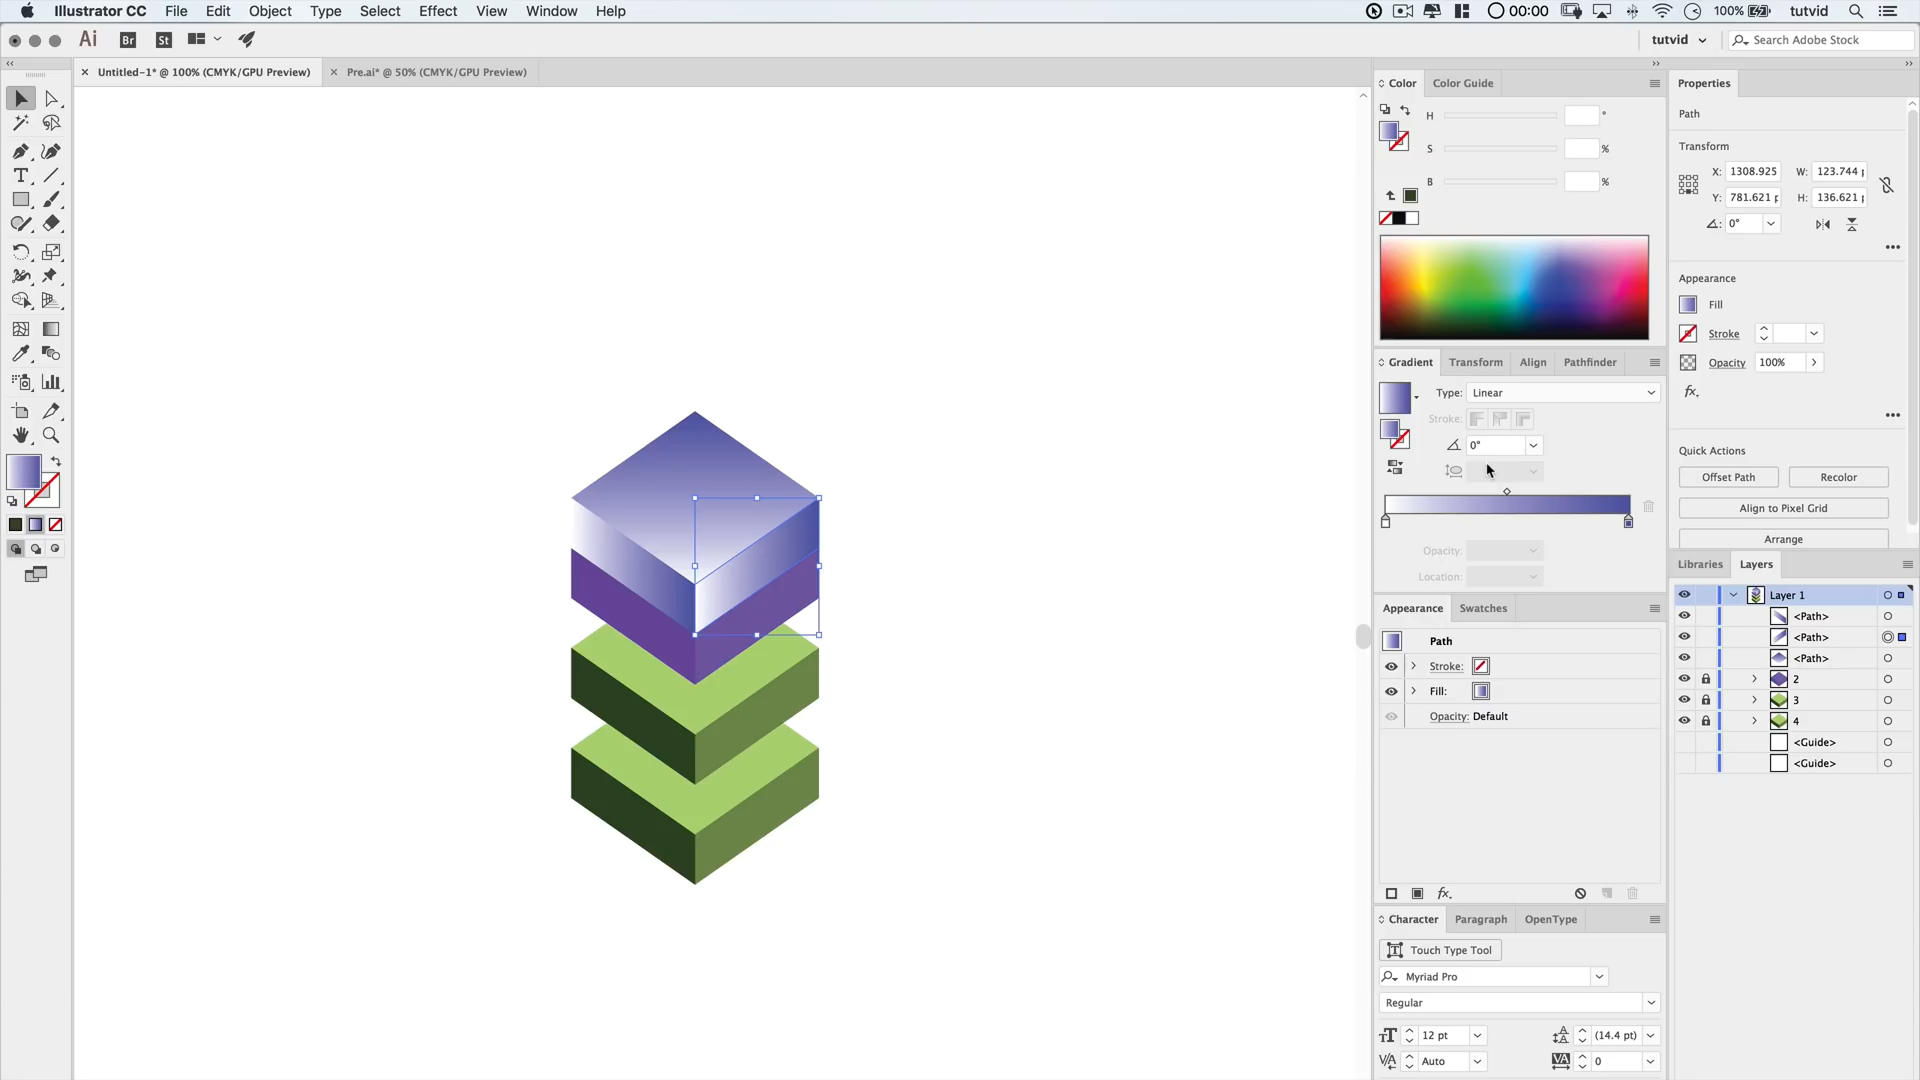 Illustrator CC File Edit Object Type Select Effect View Window Help 00:00 100% tutvid
Ai Br St tutvid Search Adobe Stock
Untitled-1* @ 100% (CMYK/GPU Preview) Pre.ai* @ 50% (CMYK/GPU Preview)
Color Color Guide
H °
S %
B %
Gradient Transform Align Pathfinder
Type: Linear
Stroke:
0°
Opacity:
Location:
Appearance Swatches
Path
Stroke:
Fill:
Opacity: Default
fx.
Character Paragraph OpenType
Touch Type Tool
Myriad Pro
Regular
12 pt (14.4 pt)
Auto 0
Properties
Path
Transform
X: 1308.925 W: 123.744 p
Y: 781.621 p H: 136.621 p
0°
Appearance
Fill
Stroke
Opacity 100%
fx.
Quick Actions
Offset Path Recolor
Align to Pixel Grid
Arrange
Libraries Layers
Layer 1
<Path>
<Path>
<Path>
2
3
4
<Guide>
<Guide>